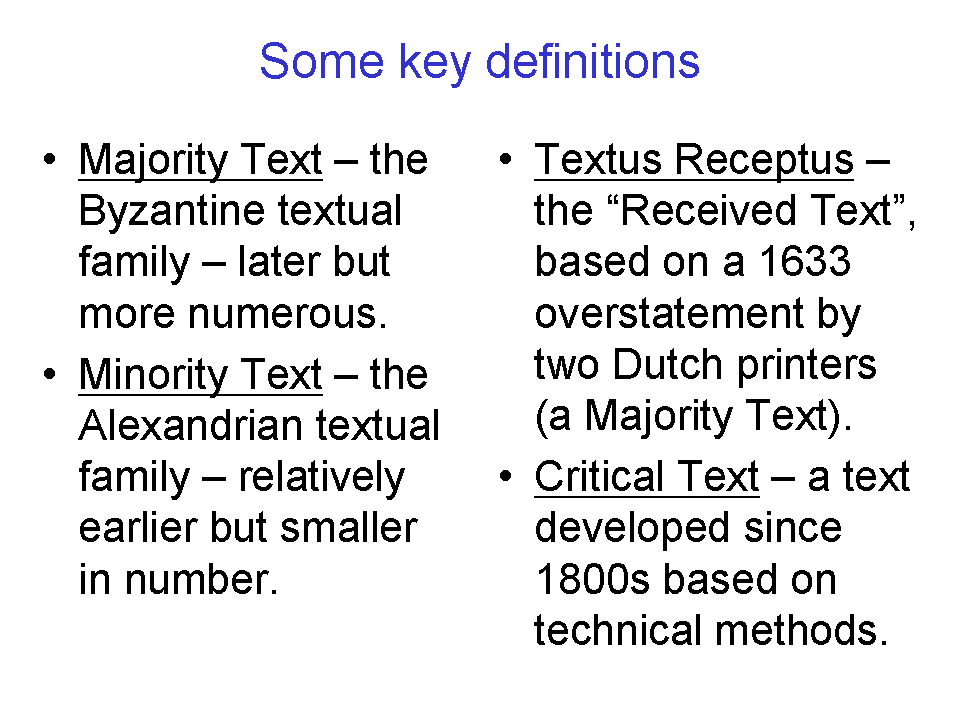 Some key definitions
• Majority Text – the
Byzantine textual
family – later but
more numerous.
• Minority Text – the
Alexandrian textual
family – relatively
earlier but smaller
in number.
• Textus Receptus –
the “Received Text”,
based on a 1633
overstatement by
two Dutch printers
(a Majority Text).
• Critical Text – a text
developed since
1800s based on
technical methods.